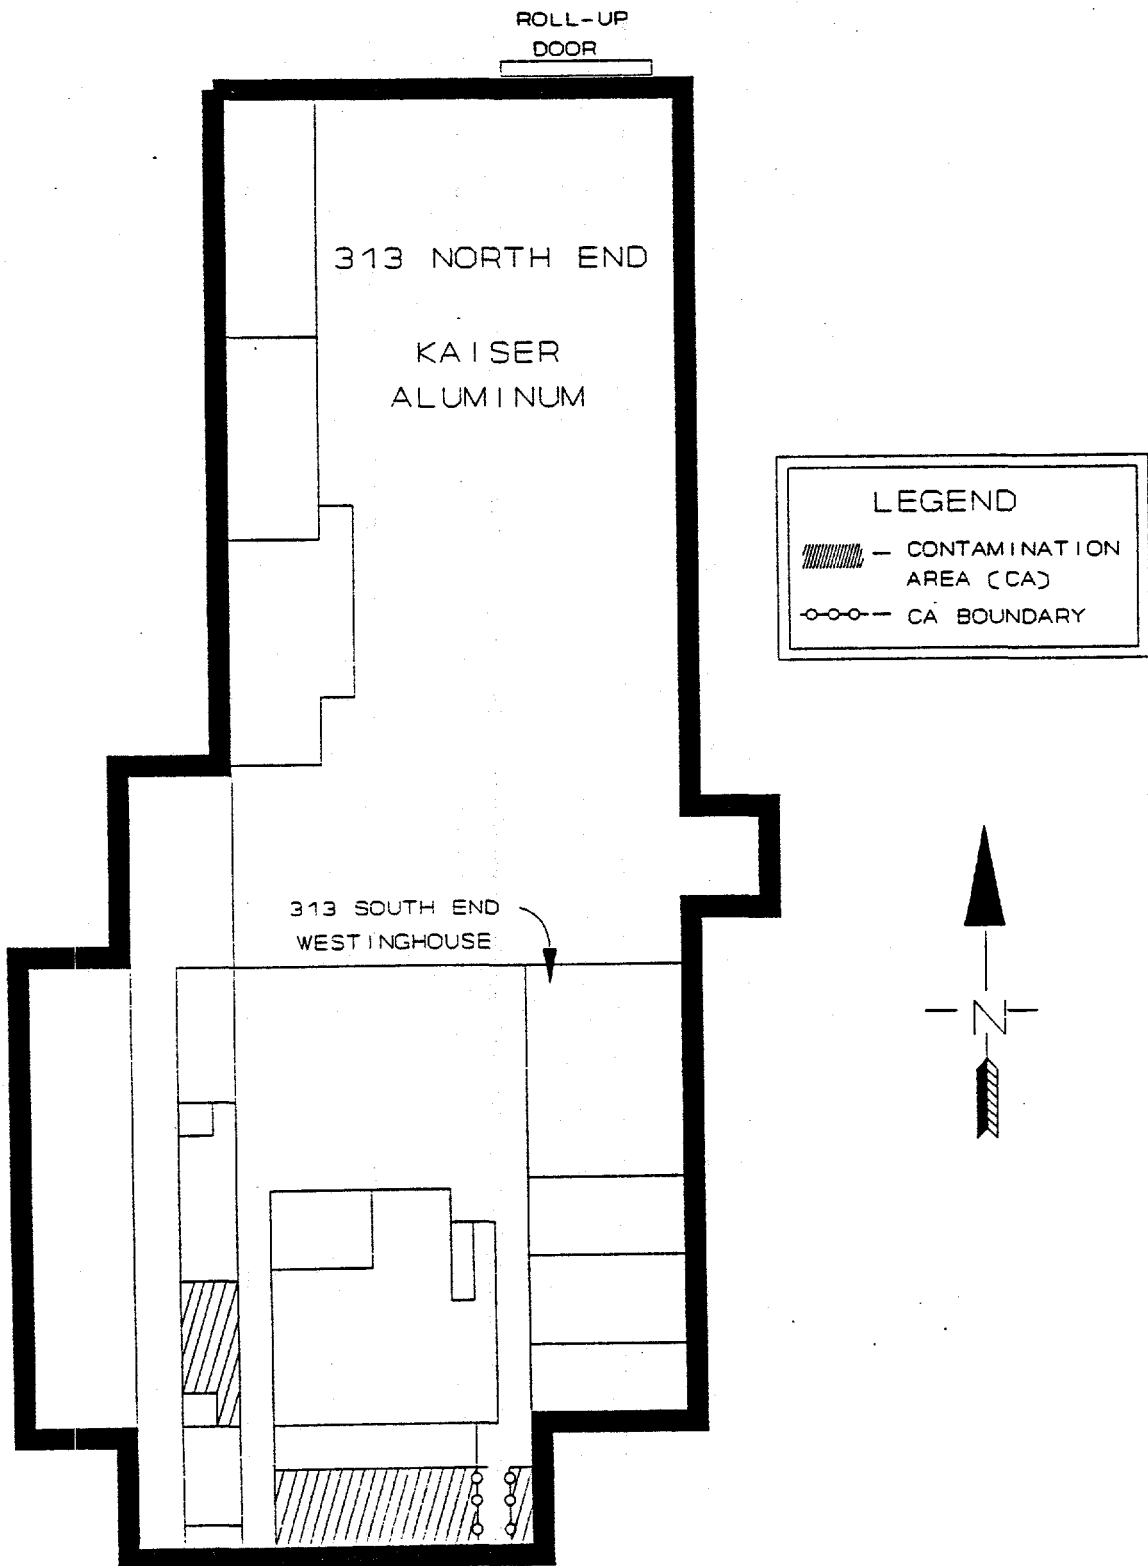 ROLL-UP
DOOR
313 NORTH END
KAISER
ALUMINUM
LEGEND
— CONTAMINATION
AREA (CA)
— CA BOUNDARY
313 SOUTH END
WESTINGHOUSE
N